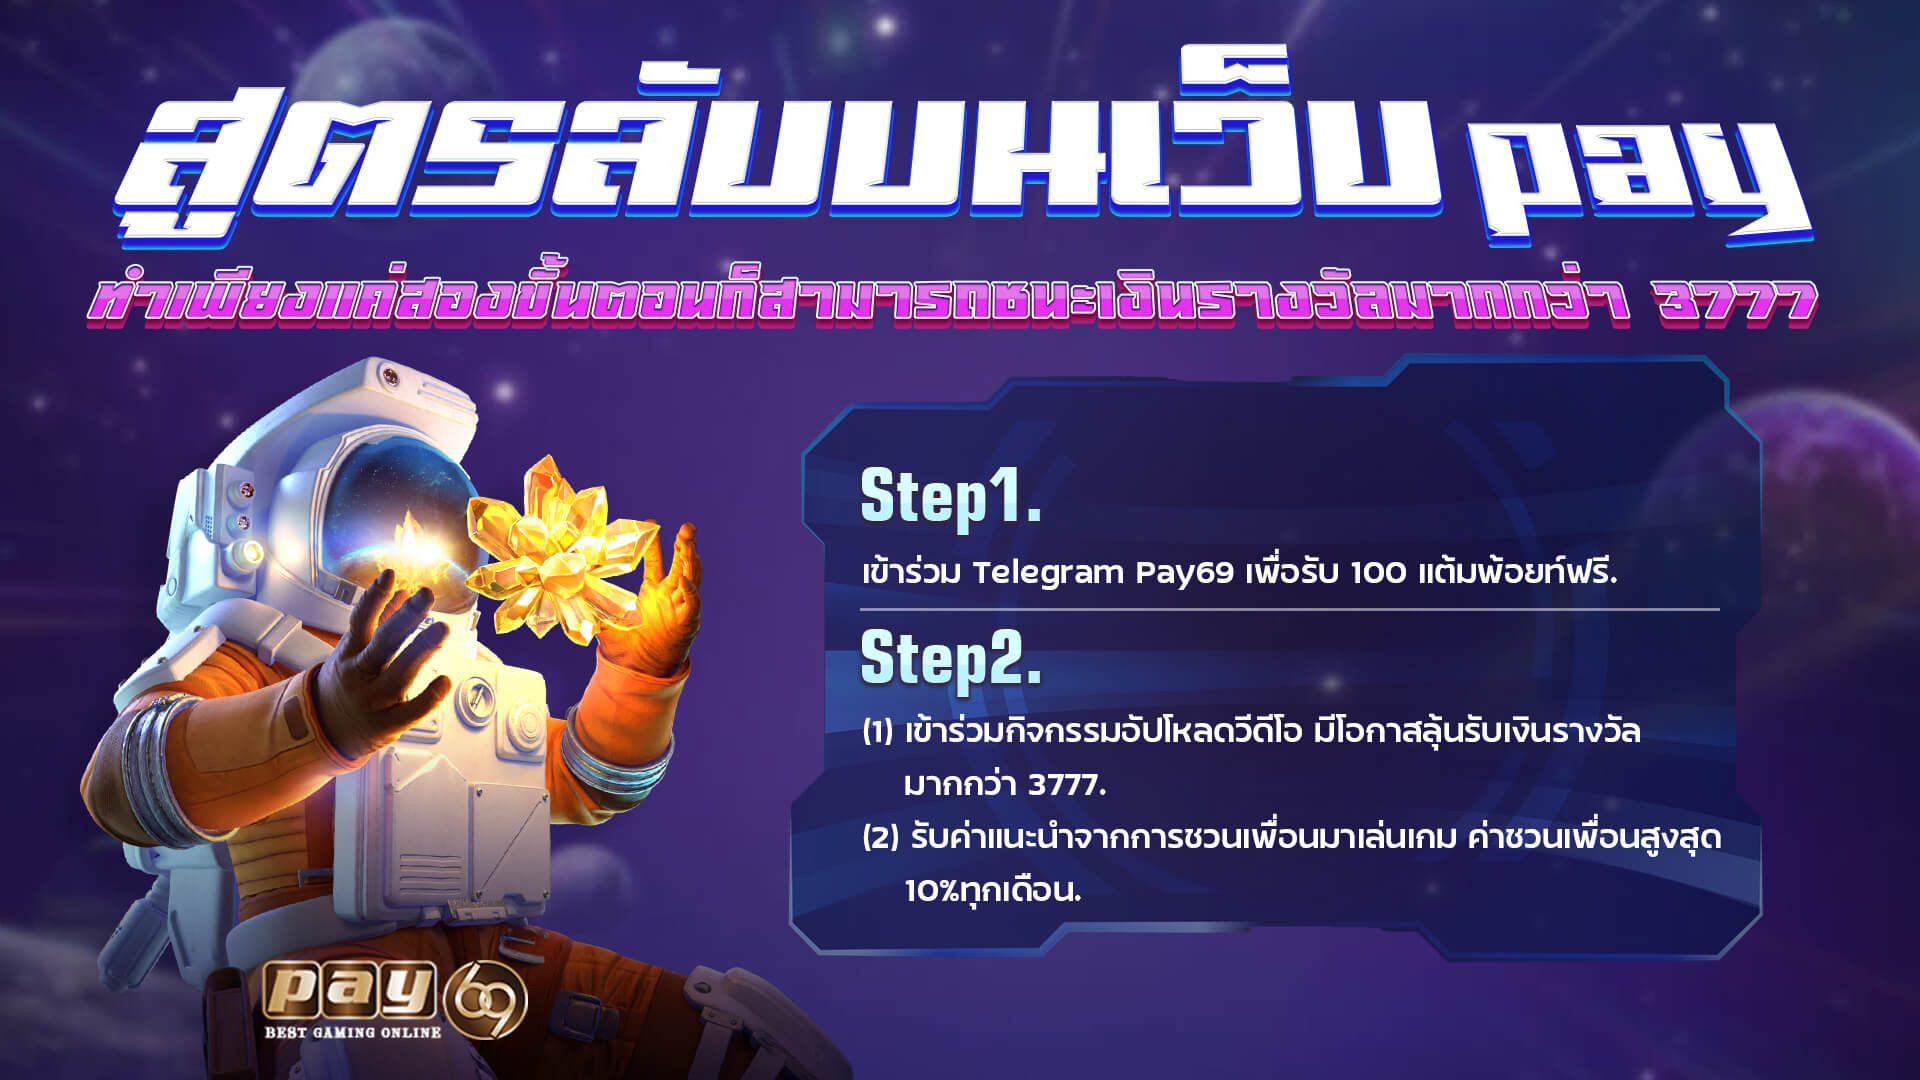 สูตรลับบนเว็บ pay
ทำเพียงแค่สองขั้นตอนก็สามารถชนะเงินรางวัลมากกว่า 3777
Step1.
เข้าร่วม Telegram Pay69 เพื่อรับ 100 แต้มพ้อยท์ฟรี.
Step2.
(1) เข้าร่วมกิจกรรมอัปโหลดวีดีโอ มีโอกาสลุ้นรับเงินรางวัล
มากกว่า 3777.
(2) รับค่าแนะนำจากการชวนเพื่อนมาเล่นเกม ค่าชวนเพื่อนสูงสุด
10%ทุกเดือน.
pay69
BEST GAMING ONLINE